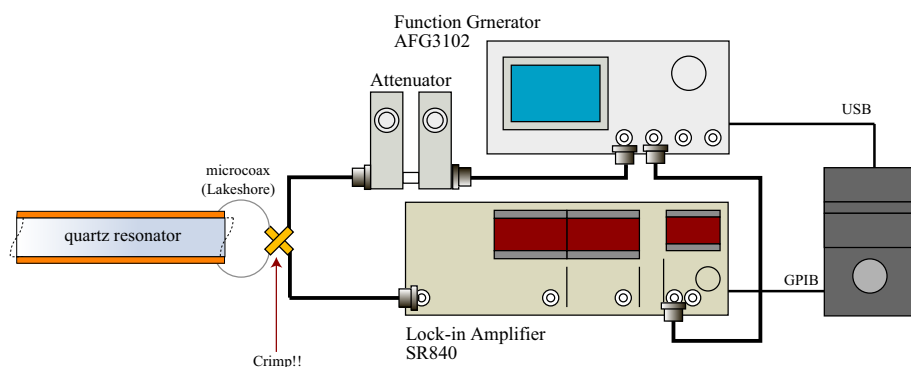 Function Grnerator
AFG3102
Attenuator
USB
microcoax
(Lakeshore)
quartz resonator
GPIB
Lock-in Amplifier
SR840
Crimp!!